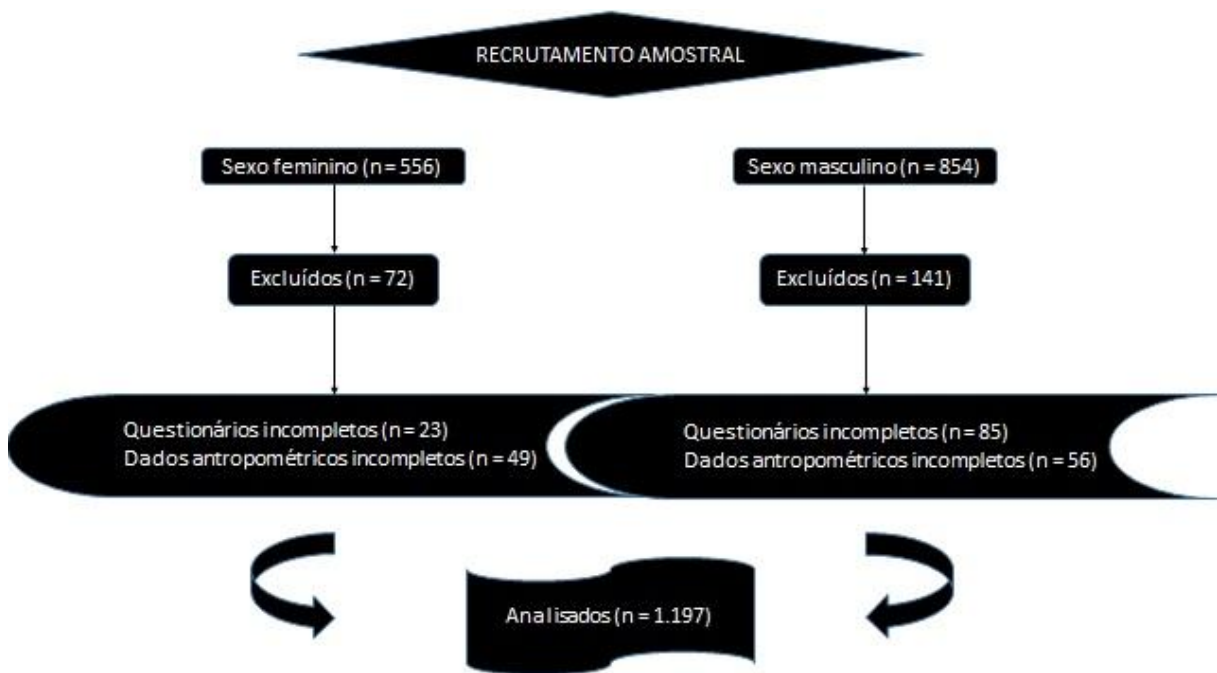 RECRUTAMENTO AMOSTRAL
Sexo feminino (n = 556)
Sexo masculino (n = 854)
Excluídos (n = 72)
Excluídos (n = 141)
Questionários incompletos (n = 23)
Dados antropométricos incompletos (n = 49)
Questionários incompletos (n = 85)
Dados antropométricos incompletos (n = 56)
Analisados (n = 1.197)